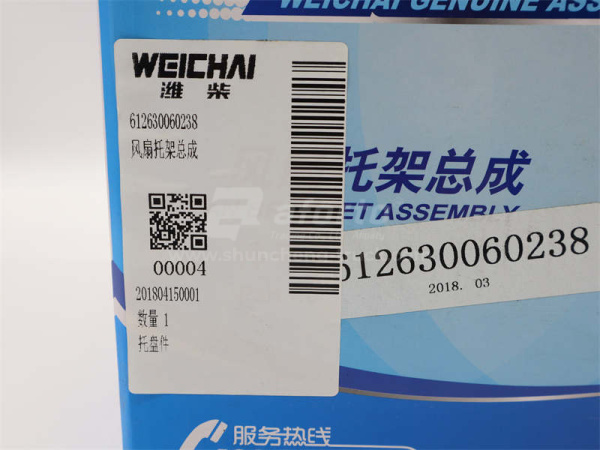 WEICHAI GENUINE ASS
WEICHAI
潍柴
612630060238
风扇托架总成
00004
201804150001
数量 1
托盘件
托架总成
ET ASSEMBLY
612630060238
2018. 03
服务热线